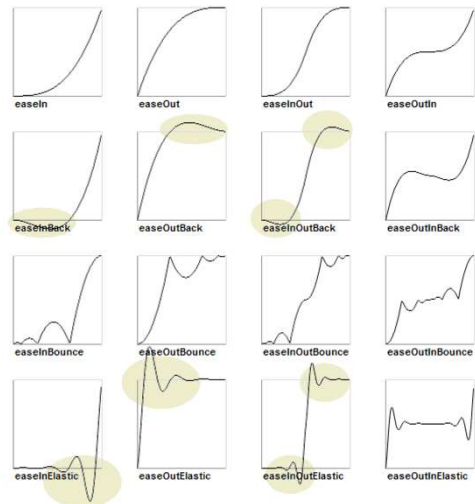 easeIn easeOut easeInOut easeOutIn
easeInBack easeOutBack easeInOutBack easeOutInBack
easeInBounce easeOutBounce easeInOutBounce easeOutInBounce
easeInElastic easeOutElastic easeInOutElastic easeOutInElastic